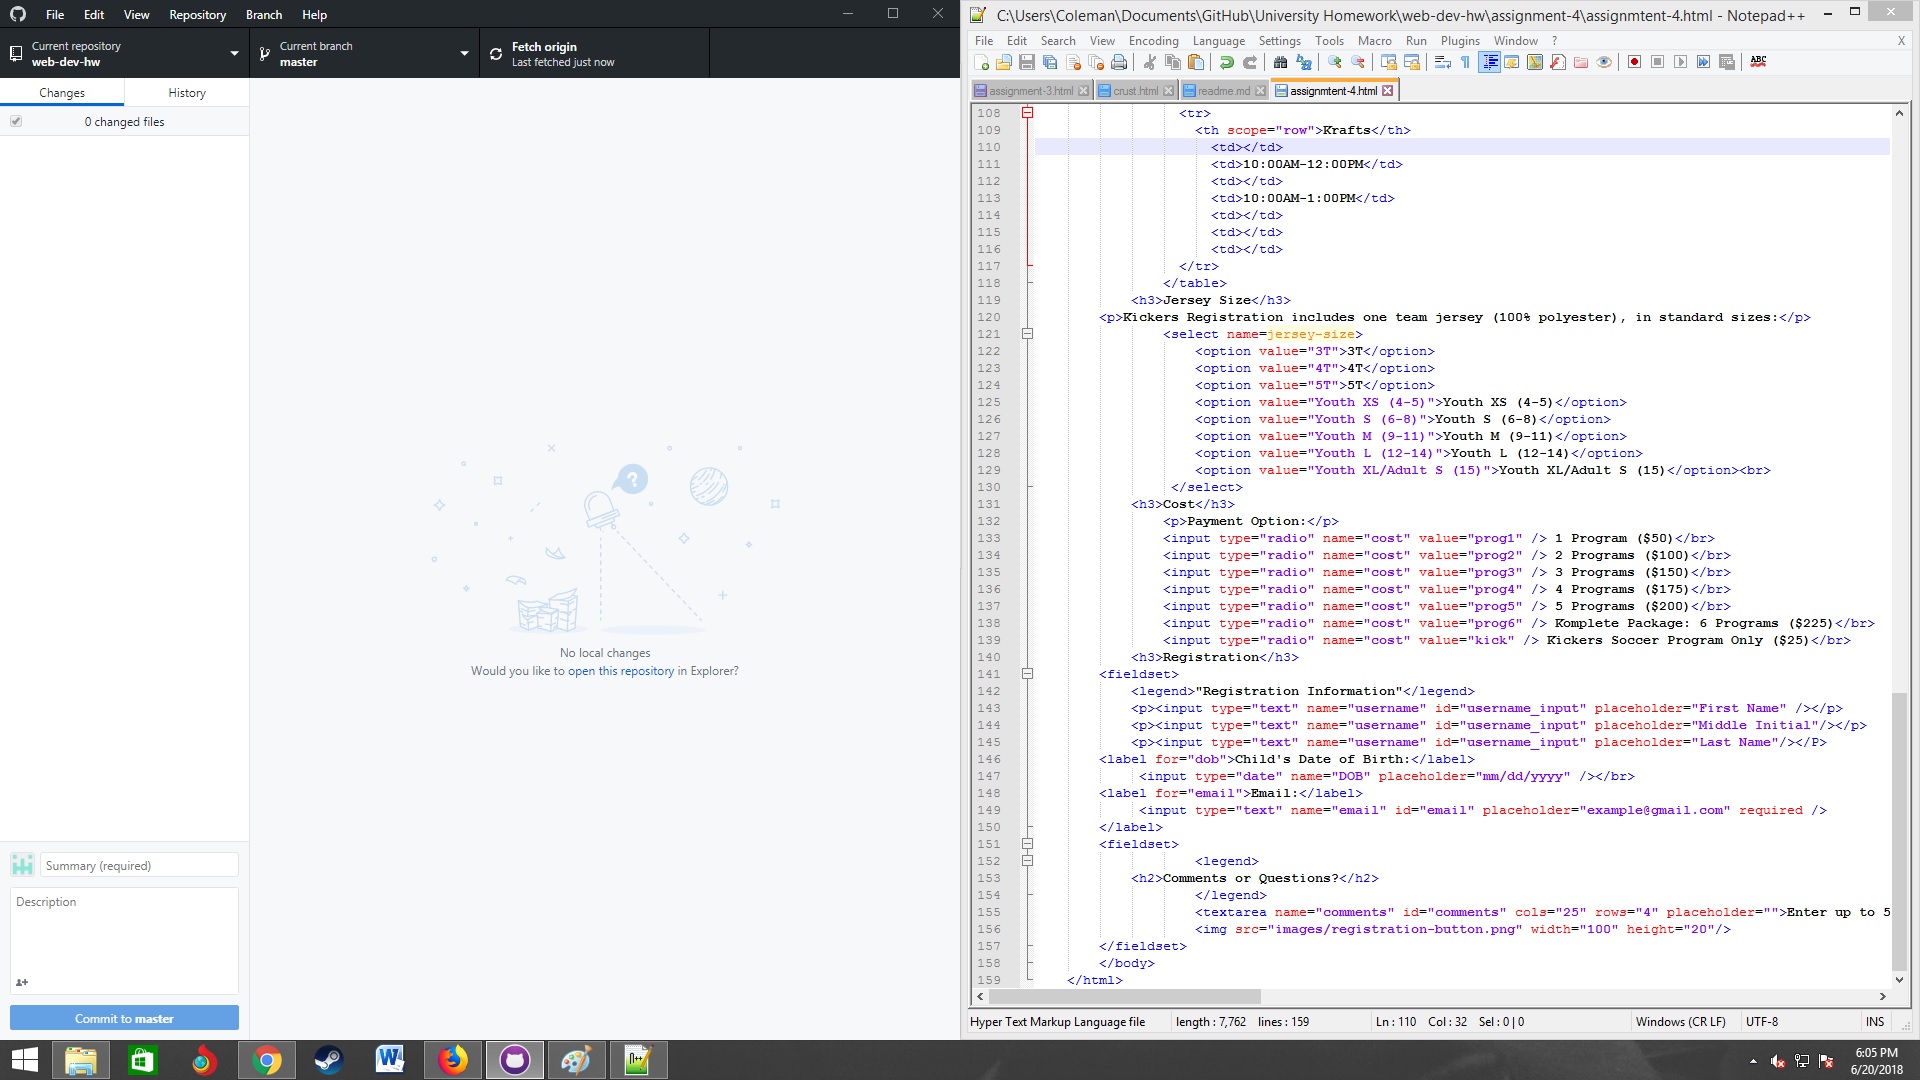 File Edit View Repository Branch Help
Current repository
web-dev-hw
Current branch
master
Fetch origin
Last fetched just now
Changes History
0 changed files
?
No local changes
Would you like to open this repository in Explorer?
Summary (required)
Description
Commit to master
C:\Users\Coleman\Documents\GitHub\University Homework\web-dev-hw\assignment-4\assignmtent-4.html - Notepad++
File Edit Search View Encoding Language Settings Tools Macro Run Plugins Window ? X
ABC
assignment-3.html crust.html readme.md assignmtent-4.html
108 <tr>
109 <th scope="row">Krafts</th>
110 <td></td>
111 <td>10:00AM-12:00PM</td>
112 <td></td>
113 <td>10:00AM-1:00PM</td>
114 <td></td>
115 <td></td>
116 <td></td>
117 </tr>
118 </table>
119 <h3>Jersey Size</h3>
120 <p>Kickers Registration includes one team jersey (100% polyester), in standard sizes:</p>
121 <select name=jersey-size>
122 <option value="3T">3T</option>
123 <option value="4T">4T</option>
124 <option value="5T">5T</option>
125 <option value="Youth XS (4-5)">Youth XS (4-5)</option>
126 <option value="Youth S (6-8)">Youth S (6-8)</option>
127 <option value="Youth M (9-11)">Youth M (9-11)</option>
128 <option value="Youth L (12-14)">Youth L (12-14)</option>
129 <option value="Youth XL/Adult S (15)">Youth XL/Adult S (15)</option><br>
130 </select>
131 <h3>Cost</h3>
132 <p>Payment Option:</p>
133 <input type="radio" name="cost" value="prog1" /> 1 Program ($50)</br>
134 <input type="radio" name="cost" value="prog2" /> 2 Programs ($100)</br>
135 <input type="radio" name="cost" value="prog3" /> 3 Programs ($150)</br>
136 <input type="radio" name="cost" value="prog4" /> 4 Programs ($175)</br>
137 <input type="radio" name="cost" value="prog5" /> 5 Programs ($200)</br>
138 <input type="radio" name="cost" value="prog6" /> Komplete Package: 6 Programs ($225)</br>
139 <input type="radio" name="cost" value="kick" /> Kickers Soccer Program Only ($25)</br>
140 <h3>Registration</h3>
141 <fieldset>
142 <legend>"Registration Information"</legend>
143 <p><input type="text" name="username" id="username_input" placeholder="First Name" /></p>
144 <p><input type="text" name="username" id="username_input" placeholder="Middle Initial"/></p>
145 <p><input type="text" name="username" id="username_input" placeholder="Last Name"/></P>
146 <label for="dob">Child's Date of Birth:</label>
147 <input type="date" name="DOB" placeholder="mm/dd/yyyy" /></br>
148 <label for="email">Email:</label>
149 <input type="text" name="email" id="email" placeholder="example@gmail.com" required />
150 </label>
151 <fieldset>
152 <legend>
153 <h2>Comments or Questions?</h2>
154 </legend>
155 <textarea name="comments" id="comments" cols="25" rows="4" placeholder="">Enter up to 5
156 <img src="images/registration-button.png" width="100" height="20"/>
157 </fieldset>
158 </body>
159 </html>
Hyper Text Markup Language file length : 7,762 lines : 159 Ln : 110 Col : 32 Sel : 0 | 0 Windows (CR LF) UTF-8 INS
6:05 PM
6/20/2018